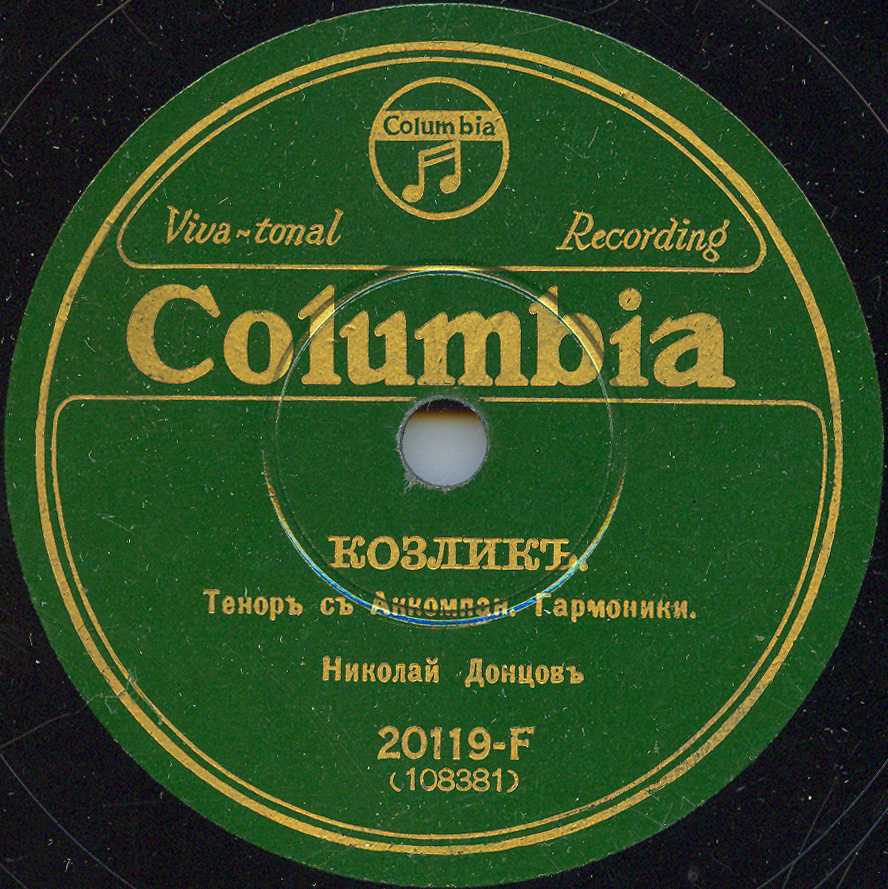 Columbia
Viva-tonal Recording
Columbia
КОЗЛИКЪ.
Теноръ съ Аккомпан. Гармоники.
Николай Донцовъ
20119-F
(108381)